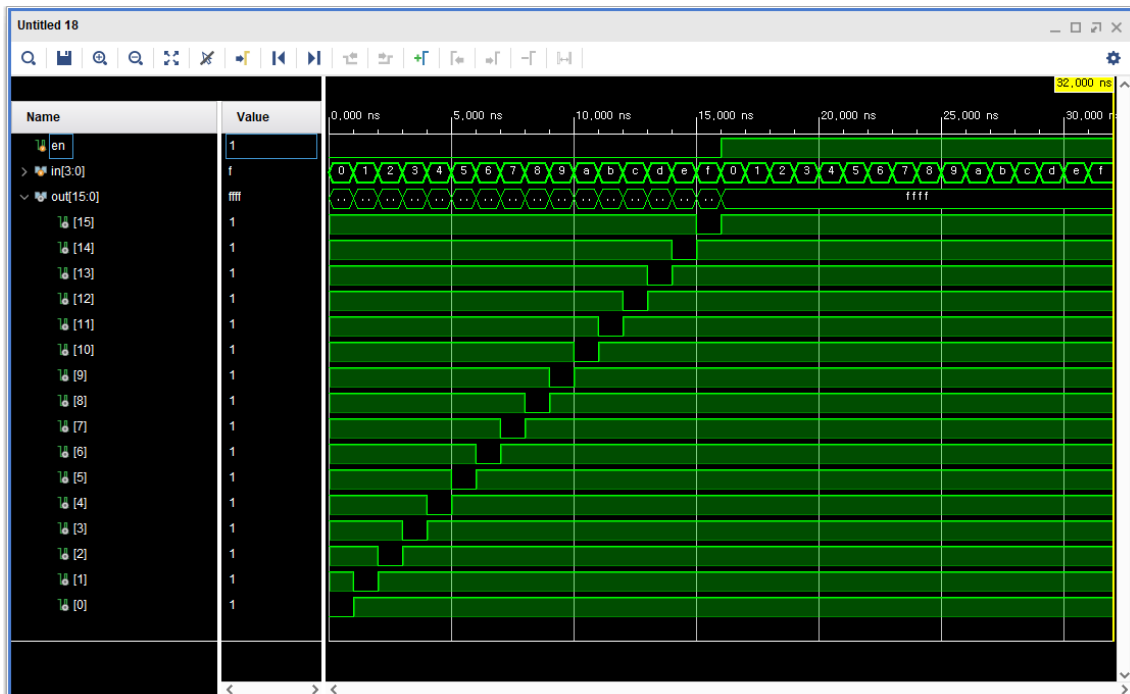 Untitled 18
32,000 ns
Name Value 0,000 ns 5,000 ns 10,000 ns 15,000 ns 20,000 ns 25,000 ns 30,000
en 1
in[3:0] f 0 1 2 3 4 5 6 7 8 9 a b c d e f 0 1 2 3 4 5 6 7 8 9 a b c d e f
out[15:0] ffff .. .. .. .. .. .. .. .. .. .. .. .. .. .. .. .. ffff
[15] 1
[14] 1
[13] 1
[12] 1
[11] 1
[10] 1
[9] 1
[8] 1
[7] 1
[6] 1
[5] 1
[4] 1
[3] 1
[2] 1
[1] 1
[0] 1